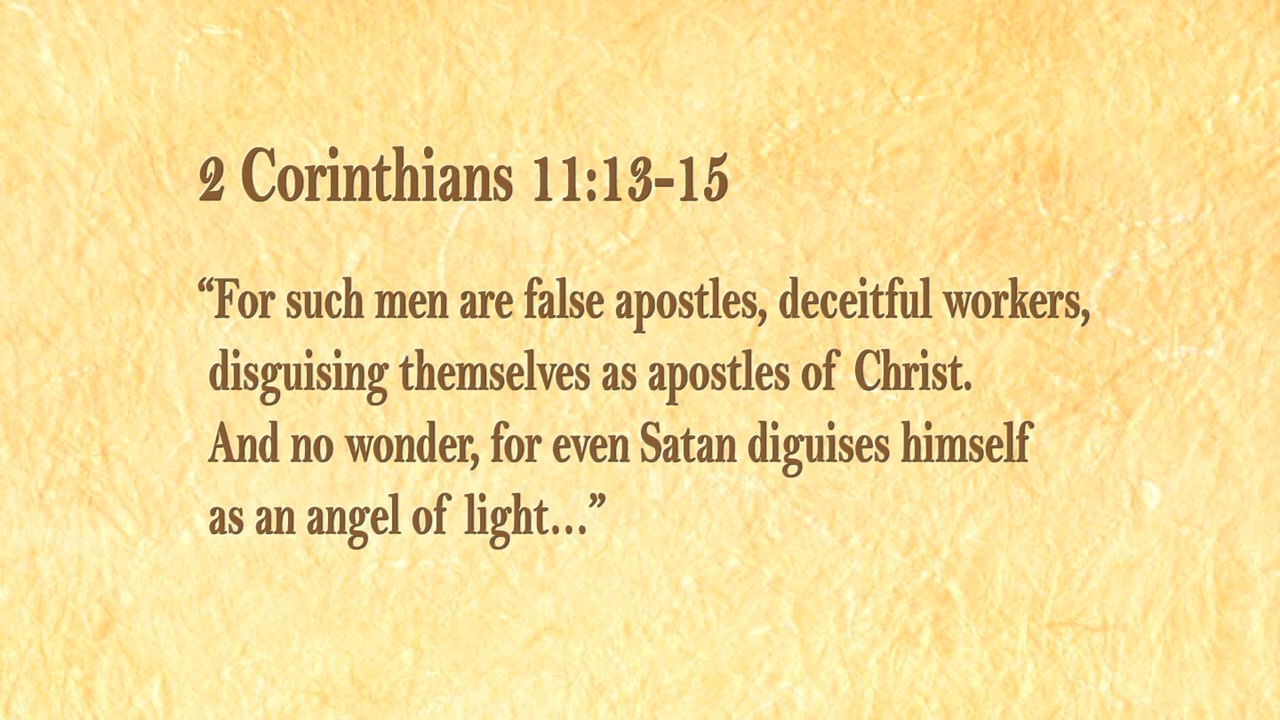 2 Corinthians 11:13-15
“For such men are false apostles, deceitful workers,
disguising themselves as apostles of Christ.
And no wonder, for even Satan diguises himself
as an angel of light...”